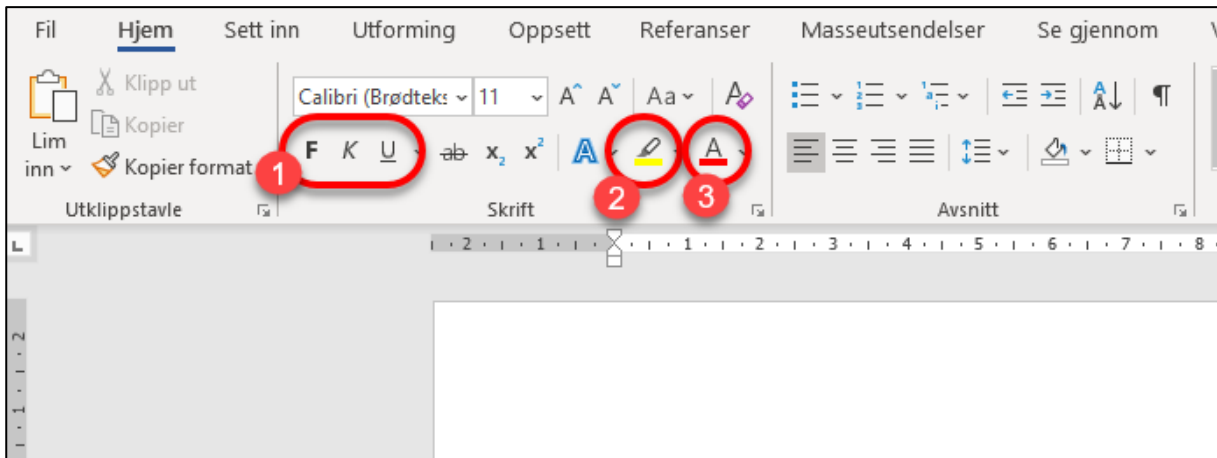 Fil Hjem Sett inn Utforming Oppsett Referanser Masseutsendelser Se gjennom
Klipp ut
Kopier
Kopier format
Lim
inn
Calibri (Brødteks 11 A A Aa A
F K U ab x₂ x² A A
1 2 3
Utklippstavle Skrift Avsnitt
2 1 1 2 3 4 5 6 7 8
2
1